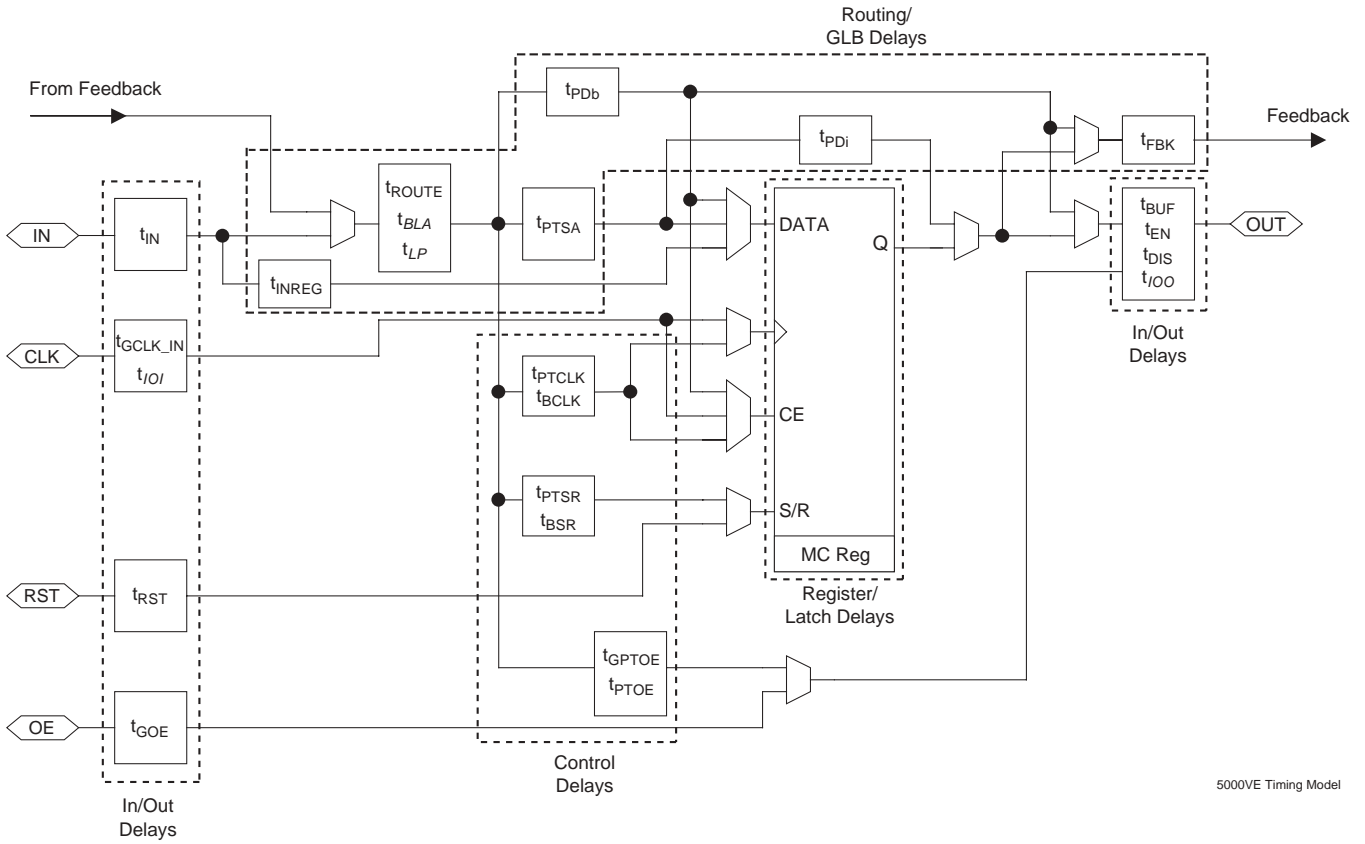 Routing/
GLB Delays
From Feedback
tPDb
tPDi
tFBK
Feedback
IN
tIN
tROUTE
tBLA
tLP
tPTSA
tINREG
DATA
Q
tBUF
tEN
tDIS
tIOO
OUT
In/Out
Delays
CLK
tGCLK_IN
tIOI
tPTCLK
tBCLK
CE
tPTSR
tBSR
S/R
MC Reg
Register/
Latch Delays
RST
tRST
tGPTOE
tPTOE
OE
tGOE
Control
Delays
In/Out
Delays
5000VE Timing Model